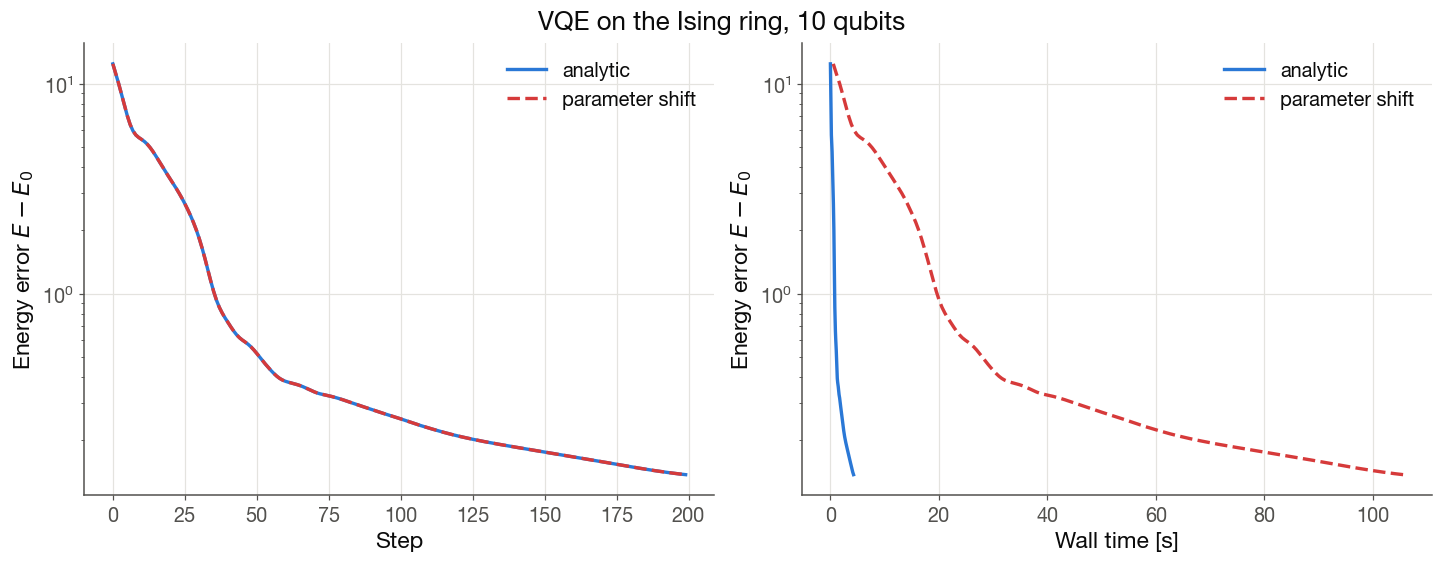 VQE on the Ising ring, 10 qubits
Energy error E − E₀
10¹
10⁰
analytic
parameter shift
0 25 50 75 100 125 150 175 200
Step
Energy error E − E₀
10¹
10⁰
analytic
parameter shift
0 20 40 60 80 100
Wall time [s]